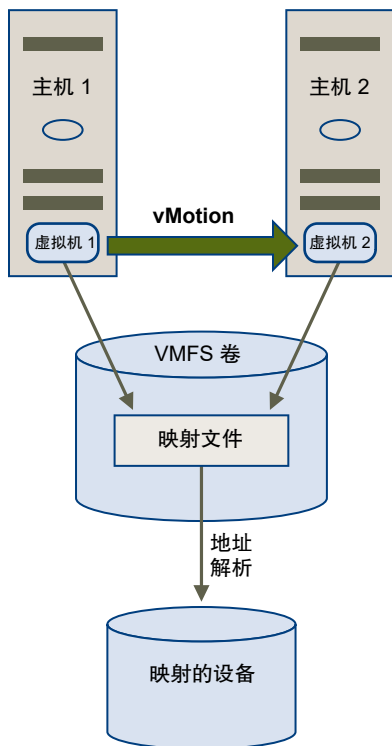 主机 1
主机 2
vMotion
虚拟机 1
虚拟机 2
VMFS 卷
映射文件
地址
解析
映射的设备